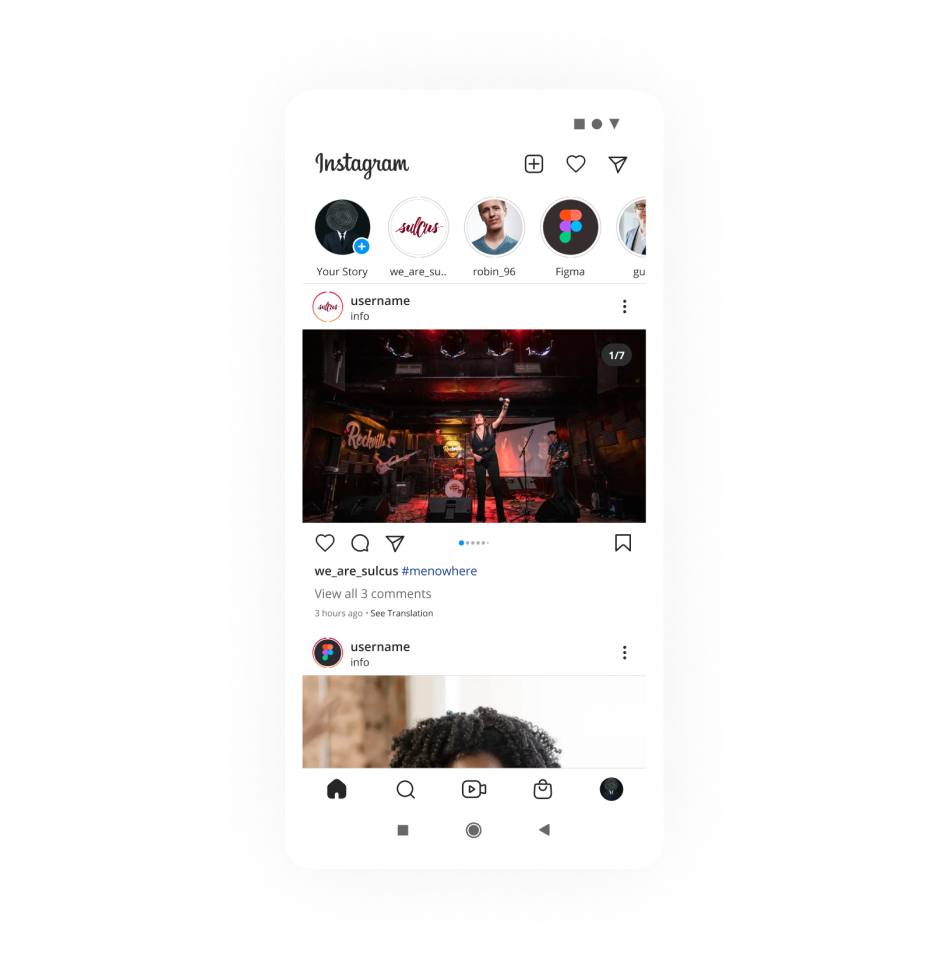 Instagram
sulcus
Your Story
we_are_su..
robin_96
Figma
gu
sulcus
username
info
1/7
Rockville
we_are_sulcus #menowhere
View all 3 comments
3 hours ago • See Translation
username
info